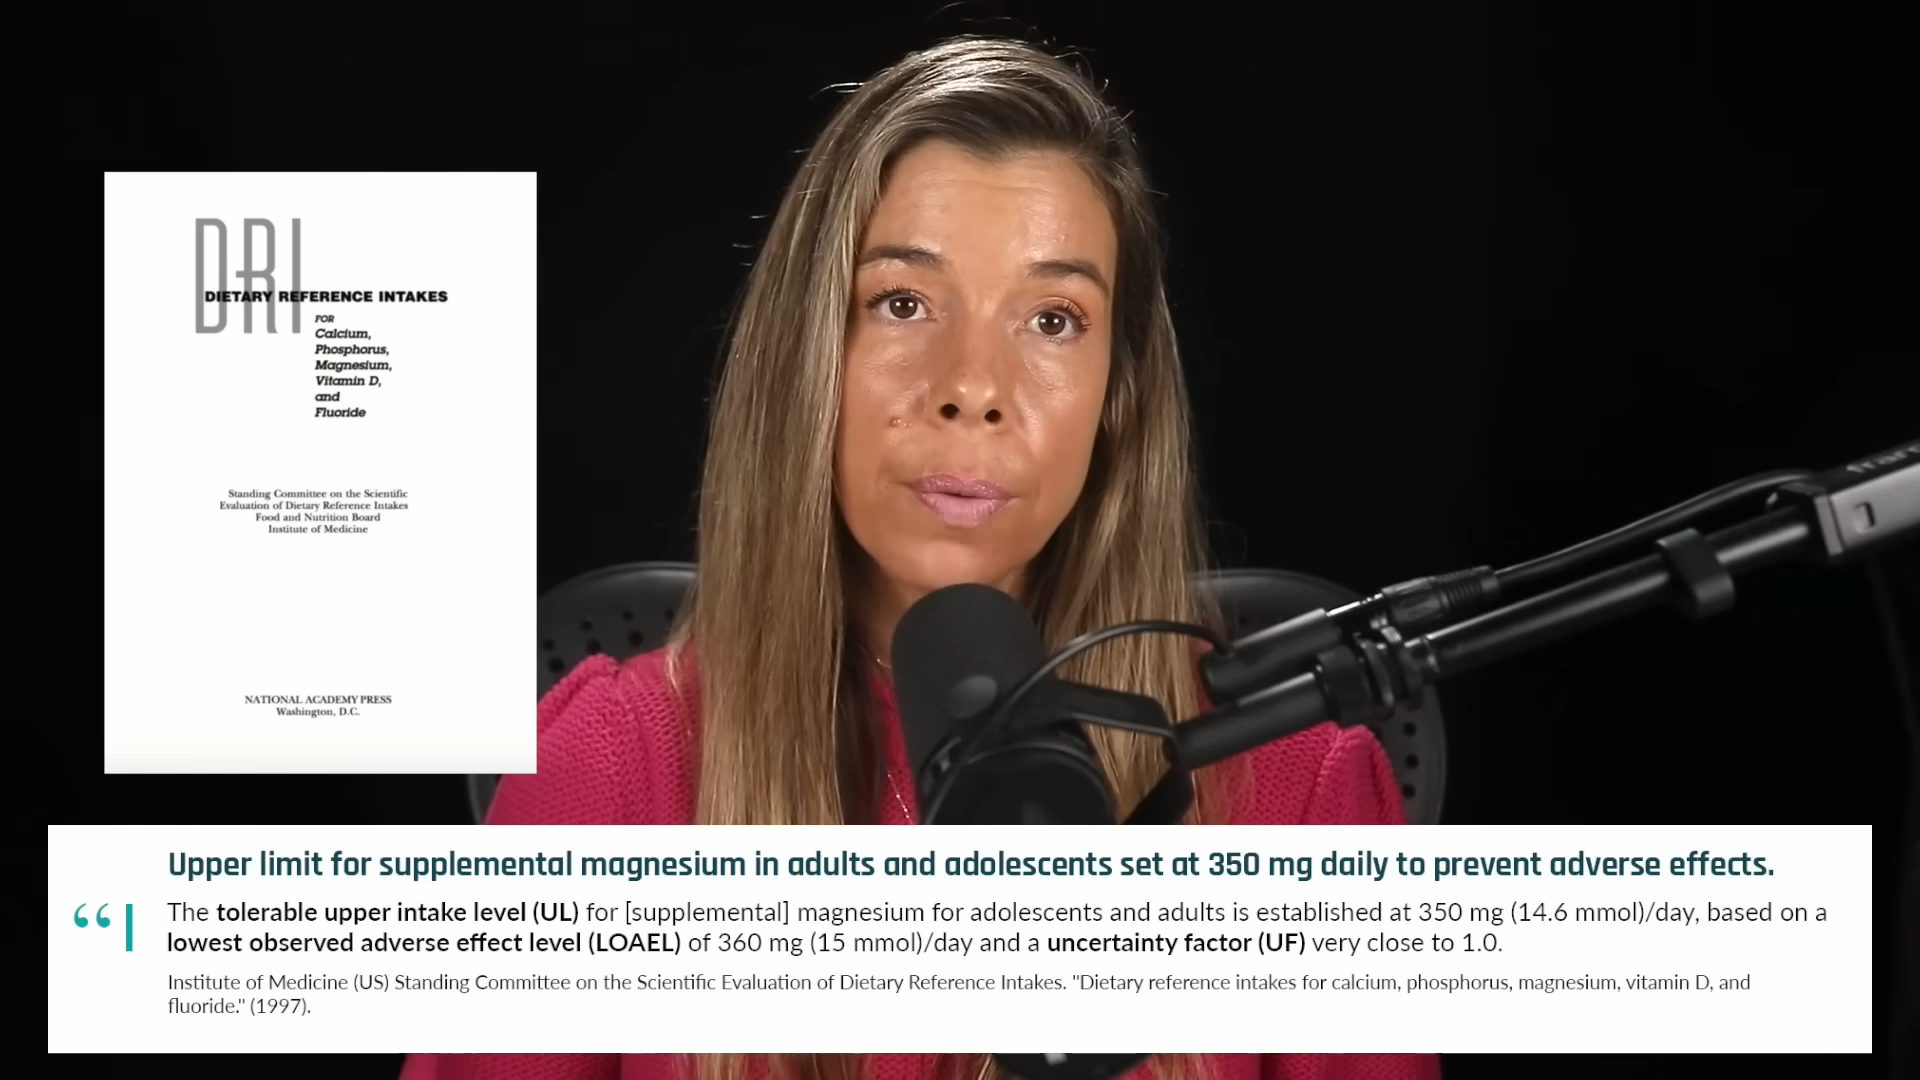 DRI
DIETARY REFERENCE INTAKES
FOR
Calcium,
Phosphorus,
Magnesium,
Vitamin D,
and
Fluoride
Standing Committee on the Scientific
Evaluation of Dietary Reference Intakes
Food and Nutrition Board
Institute of Medicine
NATIONAL ACADEMY PRESS
Washington, D.C.
Upper limit for supplemental magnesium in adults and adolescents set at 350 mg daily to prevent adverse effects.
“
The tolerable upper intake level (UL) for [supplemental] magnesium for adolescents and adults is established at 350 mg (14.6 mmol)/day, based on a
lowest observed adverse effect level (LOAEL) of 360 mg (15 mmol)/day and a uncertainty factor (UF) very close to 1.0.
Institute of Medicine (US) Standing Committee on the Scientific Evaluation of Dietary Reference Intakes. "Dietary reference intakes for calcium, phosphorus, magnesium, vitamin D, and
fluoride." (1997).